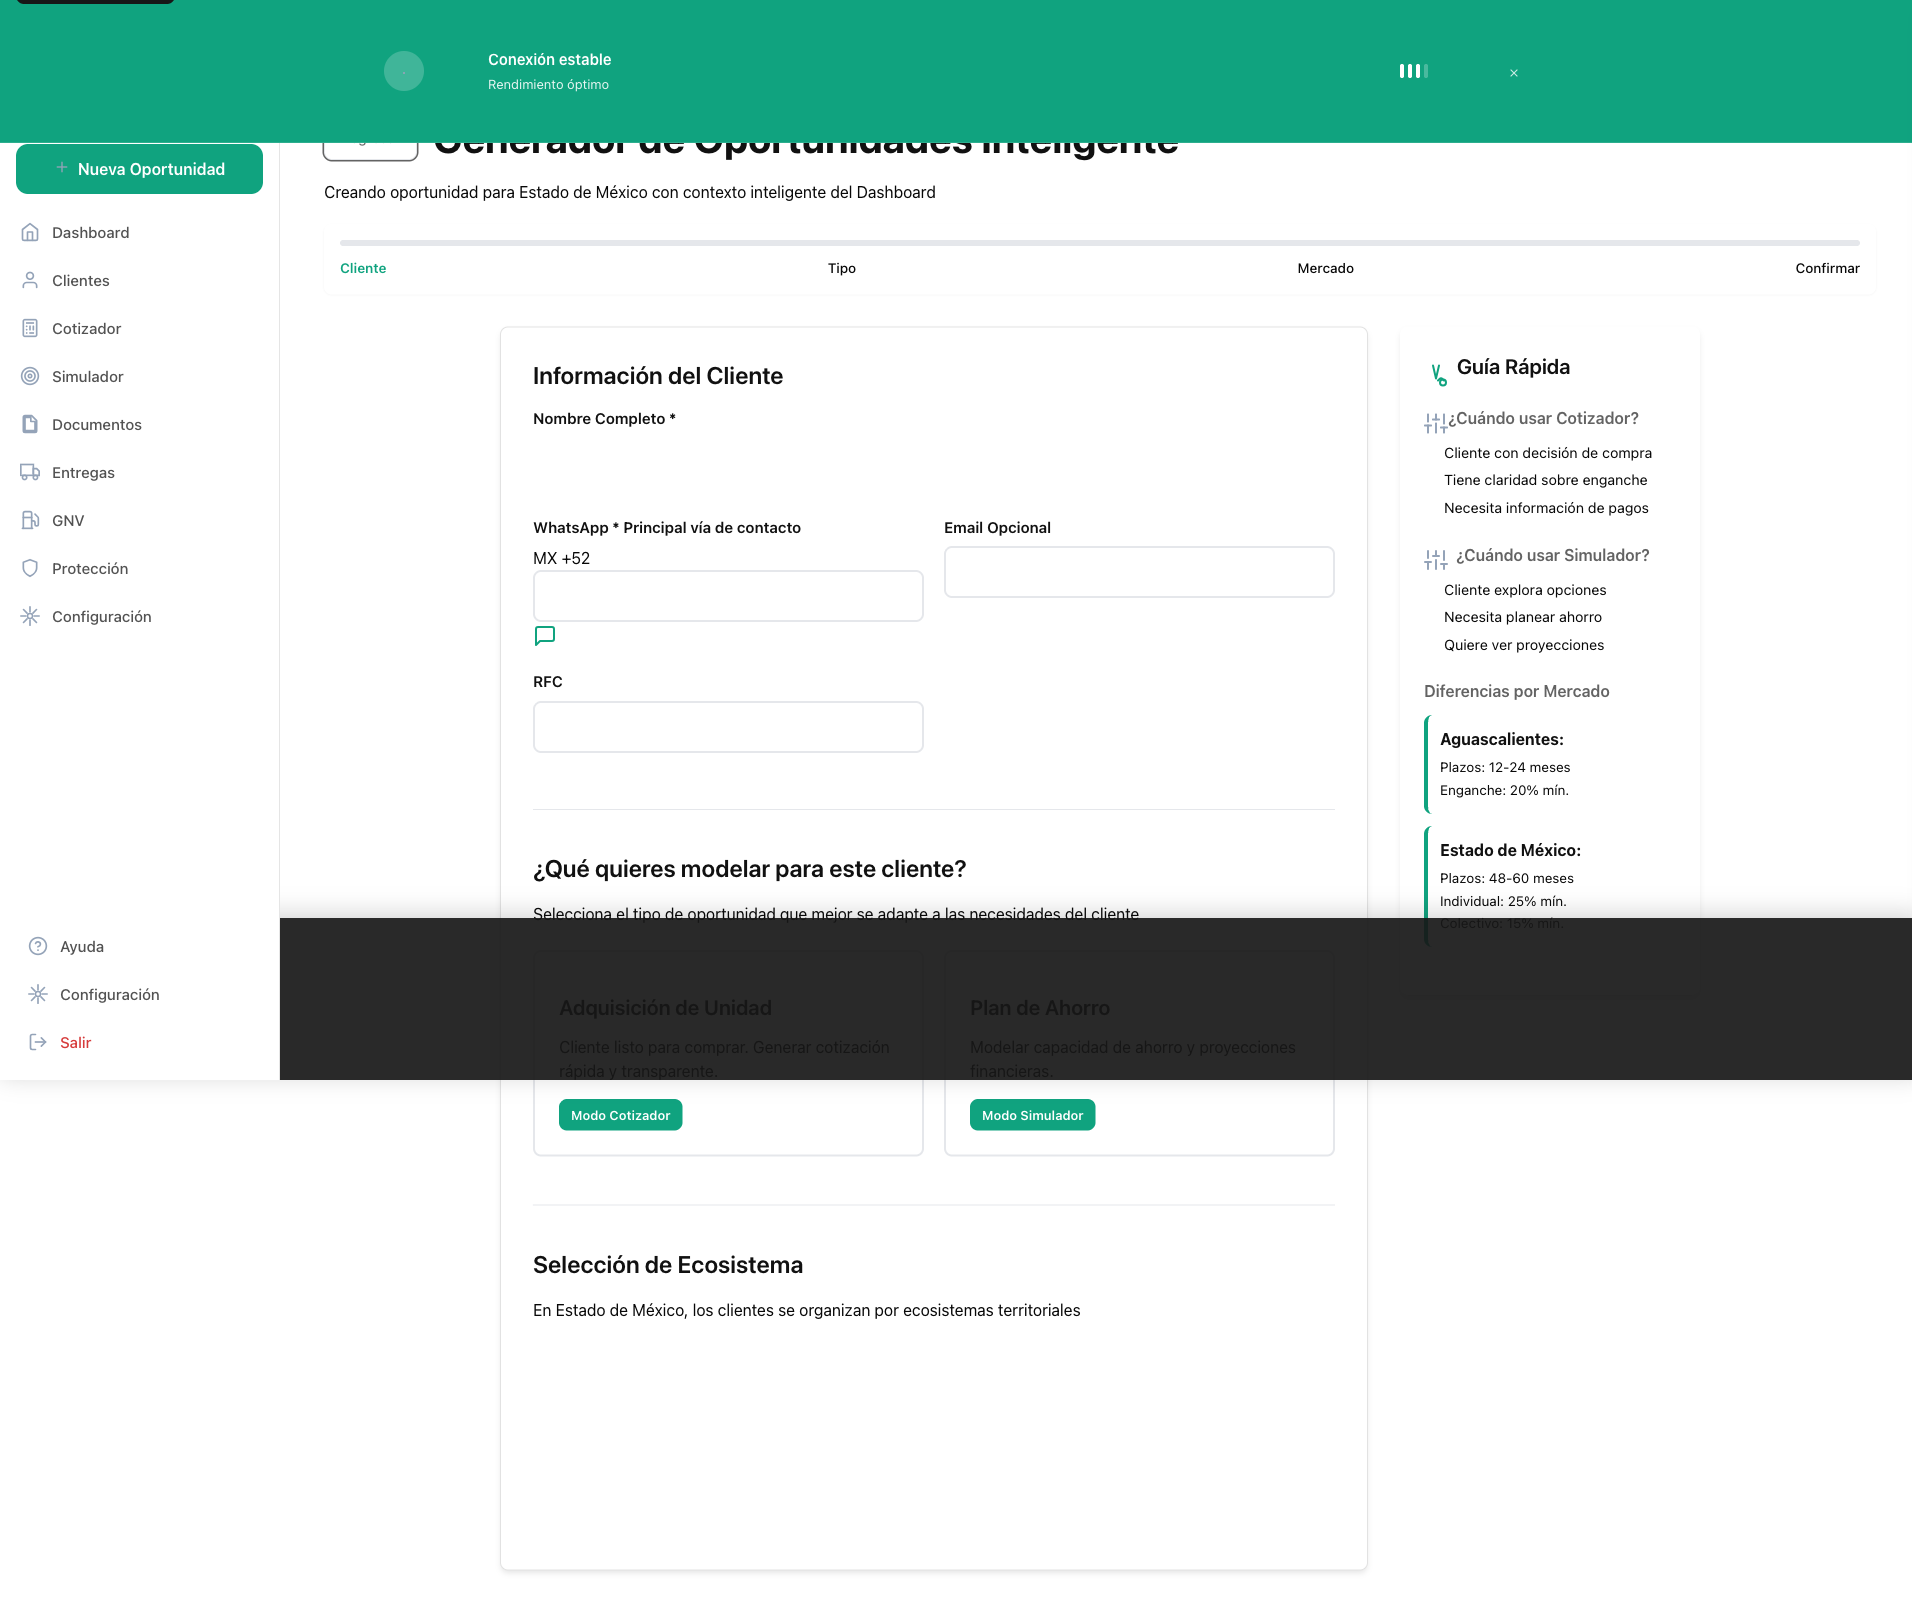 Conexión estable
Rendimiento óptimo
×
Generador de Oportunidades Inteligente
+ Nueva Oportunidad
Creando oportunidad para Estado de México con contexto inteligente del Dashboard
Dashboard
Clientes
Cotizador
Simulador
Documentos
Entregas
GNV
Protección
Configuración
Ayuda
Configuración
Salir
Cliente
Tipo
Mercado
Confirmar
Información del Cliente
Nombre Completo *
WhatsApp * Principal vía de contacto
MX +52
Email Opcional
RFC
¿Qué quieres modelar para este cliente?
Selecciona el tipo de oportunidad que mejor se adapte a las necesidades del cliente
Adquisición de Unidad
Cliente listo para comprar. Generar cotización
rápida y transparente.
Modo Cotizador
Plan de Ahorro
Modelar capacidad de ahorro y proyecciones
financieras.
Modo Simulador
Selección de Ecosistema
En Estado de México, los clientes se organizan por ecosistemas territoriales
Guía Rápida
¿Cuándo usar Cotizador?
Cliente con decisión de compra
Tiene claridad sobre enganche
Necesita información de pagos
¿Cuándo usar Simulador?
Cliente explora opciones
Necesita planear ahorro
Quiere ver proyecciones
Diferencias por Mercado
Aguascalientes:
Plazos: 12-24 meses
Enganche: 20% mín.
Estado de México:
Plazos: 48-60 meses
Individual: 25% mín.
Colectivo: 15% mín.